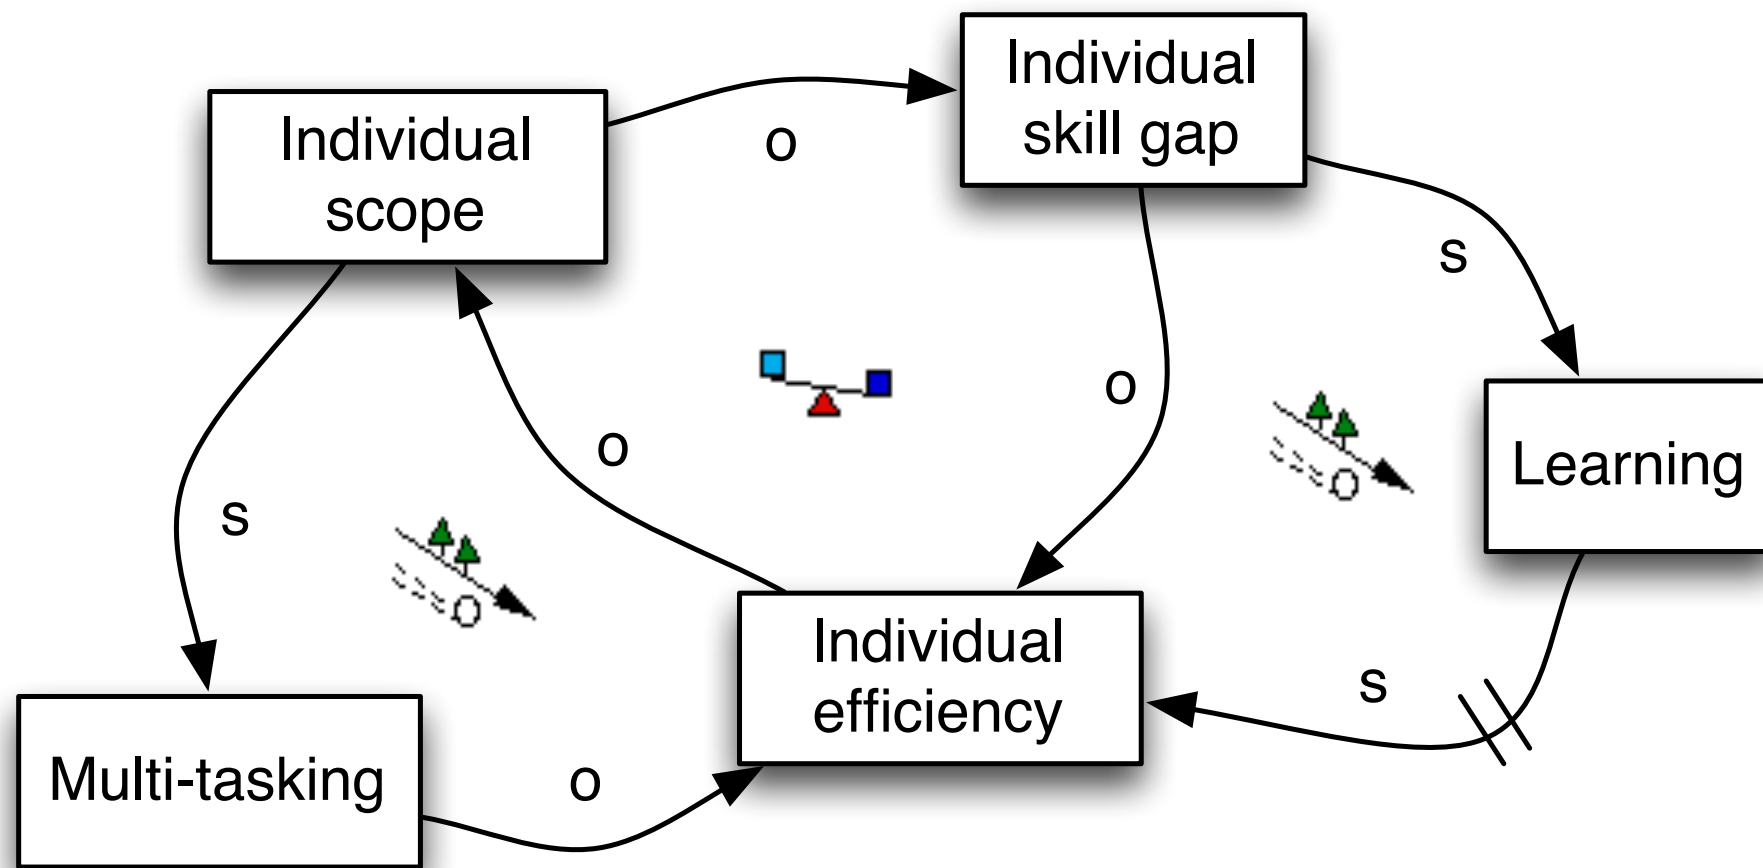 Individual
scope
o
Individual
skill gap
s
o
o
s
Learning
Individual
efficiency
s
Multi-tasking
o